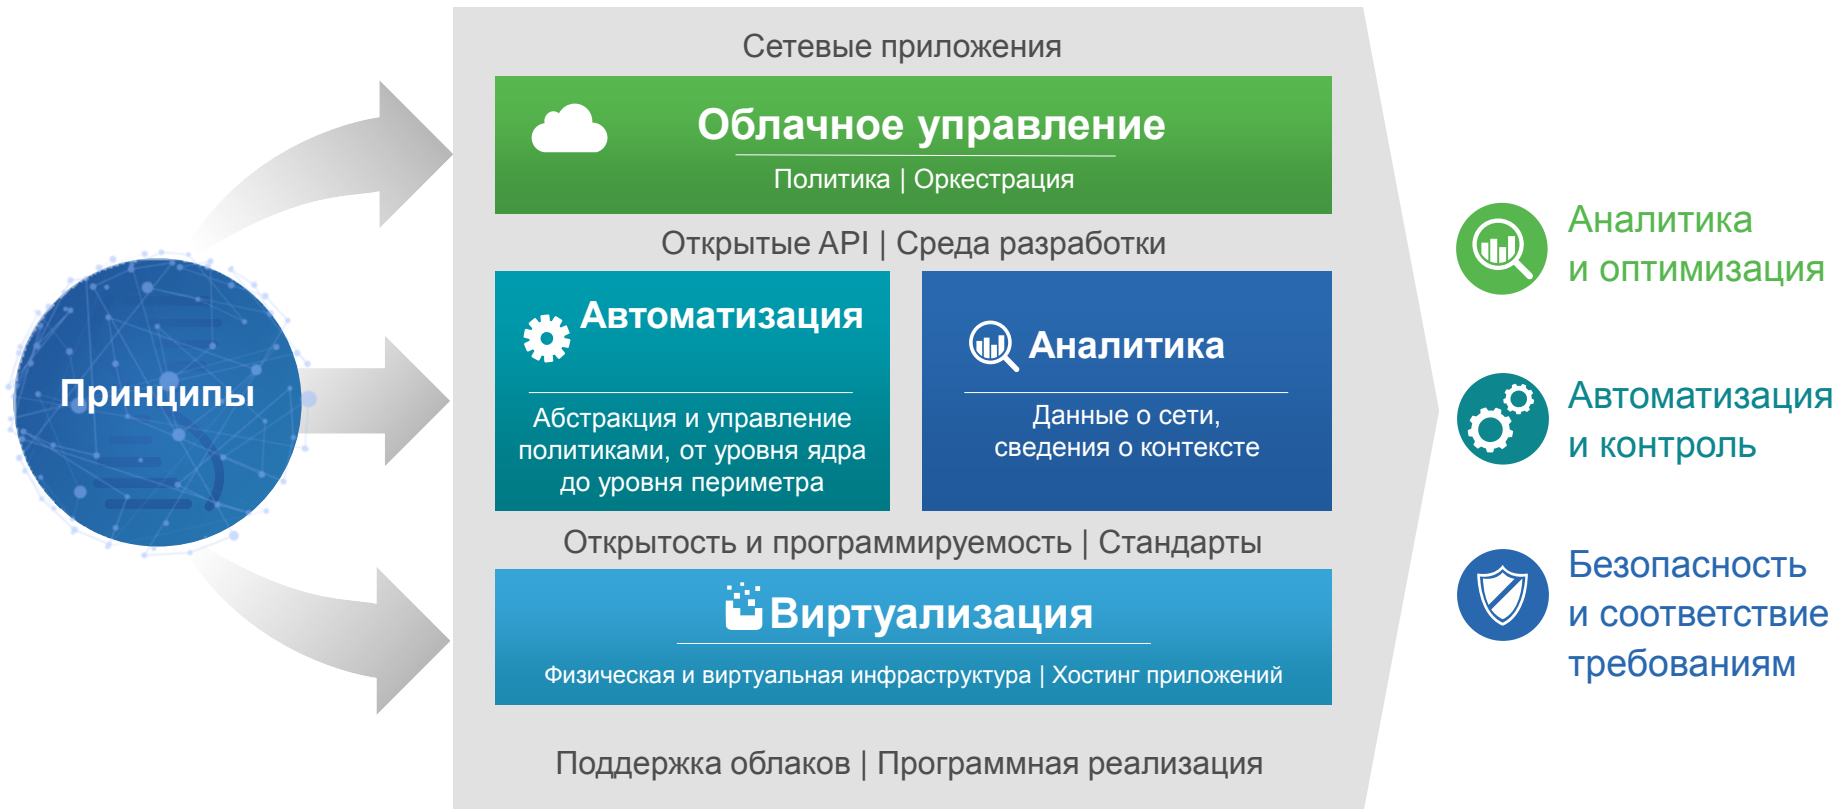 Принципы
Сетевые приложения
Облачное управление
Политика | Оркестрация
Открытые API | Среда разработки
Автоматизация
Абстракция и управление
политиками, от уровня ядра
до уровня периметра
Аналитика
Данные о сети,
сведения о контексте
Открытость и программируемость | Стандарты
Виртуализация
Физическая и виртуальная инфраструктура | Хостинг приложений
Поддержка облаков | Программная реализация
Аналитика
и оптимизация
Автоматизация
и контроль
Безопасность
и соответствие
требованиям